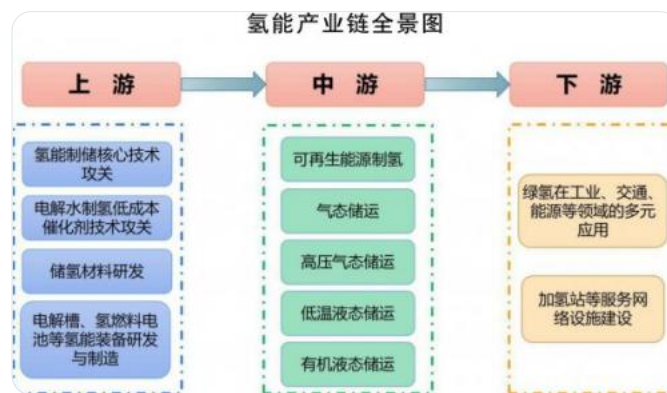 氢能产业链全景图
上 游
中 游
下 游
氢能制储核心技术
攻关
电解水制氢低成本
催化剂技术攻关
储氢材料研发
电解槽、氢燃料电
池等氢能装备研发
与制造
可再生能源制氢
气态储运
高压气态储运
低温液态储运
有机液态储运
绿氢在工业、交通、
能源等领域的多元
应用
加氢站等服务网
络设施建设